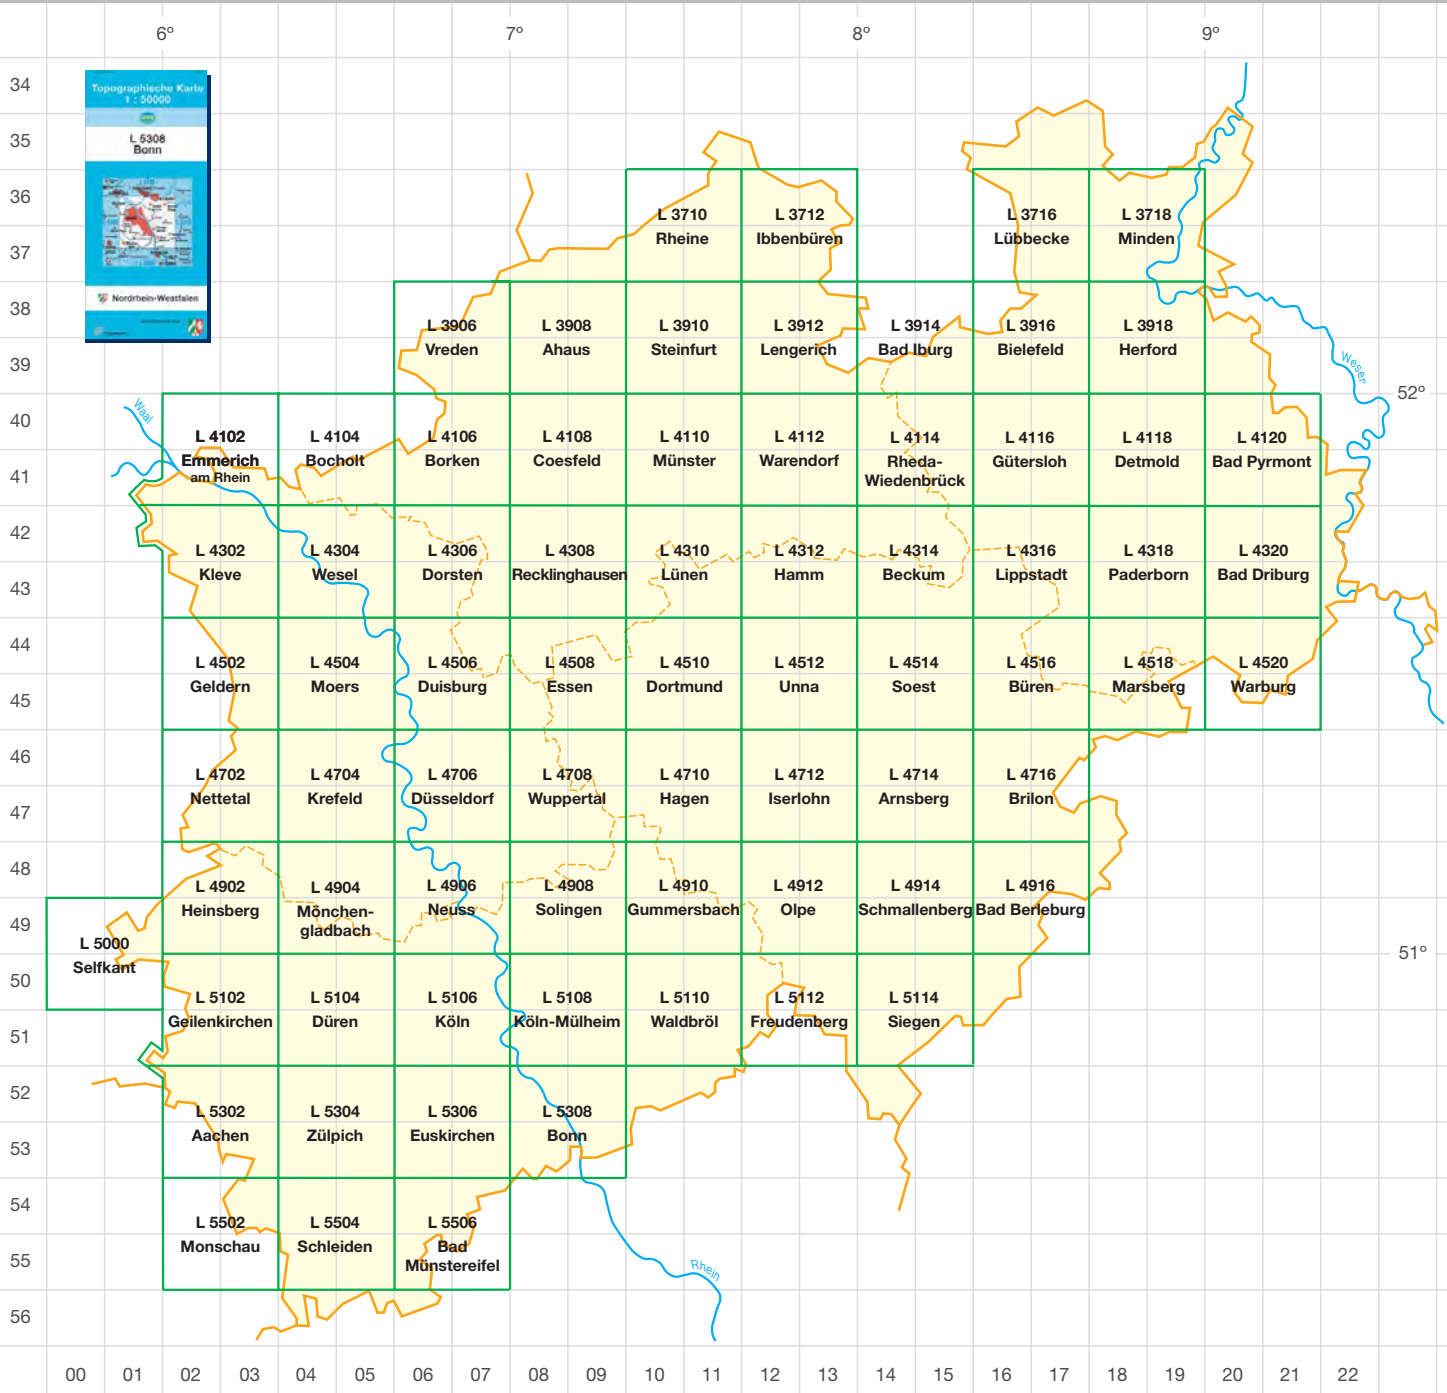 6º 7º 8º 9º
34
Topographische Karte
1 : 50000
L 5308
Bonn
Nordrhein-Westfalen
35
36
L 3710 L 3712 L 3716 L 3718
Rheine Ibbenbüren Lübbecke Minden
37
38
L 3906 L 3908 L 3910 L 3912 L 3914 L 3916 L 3918
Vreden Ahaus Steinfurt Lengerich Bad Iburg Bielefeld Herford
39
Weser
52º
Waal
40
L 4102 L 4104 L 4106 L 4108 L 4110 L 4112 L 4114 L 4116 L 4118 L 4120
Emmerich Bocholt Borken Coesfeld Münster Warendorf Rheda- Gütersloh Detmold Bad Pyrmont
am Rhein Wiedenbrück
41
42
L 4302 L 4304 L 4306 L 4308 L 4310 L 4312 L 4314 L 4316 L 4318 L 4320
Kleve Wesel Dorsten Recklinghausen Lünen Hamm Beckum Lippstadt Paderborn Bad Driburg
43
44
L 4502 L 4504 L 4506 L 4508 L 4510 L 4512 L 4514 L 4516 L 4518 L 4520
Geldern Moers Duisburg Essen Dortmund Unna Soest Büren Marsberg Warburg
45
46
L 4702 L 4704 L 4706 L 4708 L 4710 L 4712 L 4714 L 4716
Nettetal Krefeld Düsseldorf Wuppertal Hagen Iserlohn Arnsberg Brilon
47
48
L 4902 L 4904 L 4906 L 4908 L 4910 L 4912 L 4914 L 4916
Heinsberg Mönchen- Neuss Solingen Gummersbach Olpe Schmallenberg Bad Berleburg
gladbach
49
L 5000
Selfkant
51º
50
L 5102 L 5104 L 5106 L 5108 L 5110 L 5112 L 5114
Geilenkirchen Düren Köln Köln-Mülheim Waldbröl Freudenberg Siegen
51
52
L 5302 L 5304 L 5306 L 5308
Aachen Zülpich Euskirchen Bonn
53
54
L 5502 L 5504 L 5506
Monschau Schleiden Bad
Münstereifel
55
Rhein
56
00 01 02 03 04 05 06 07 08 09 10 11 12 13 14 15 16 17 18 19 20 21 22